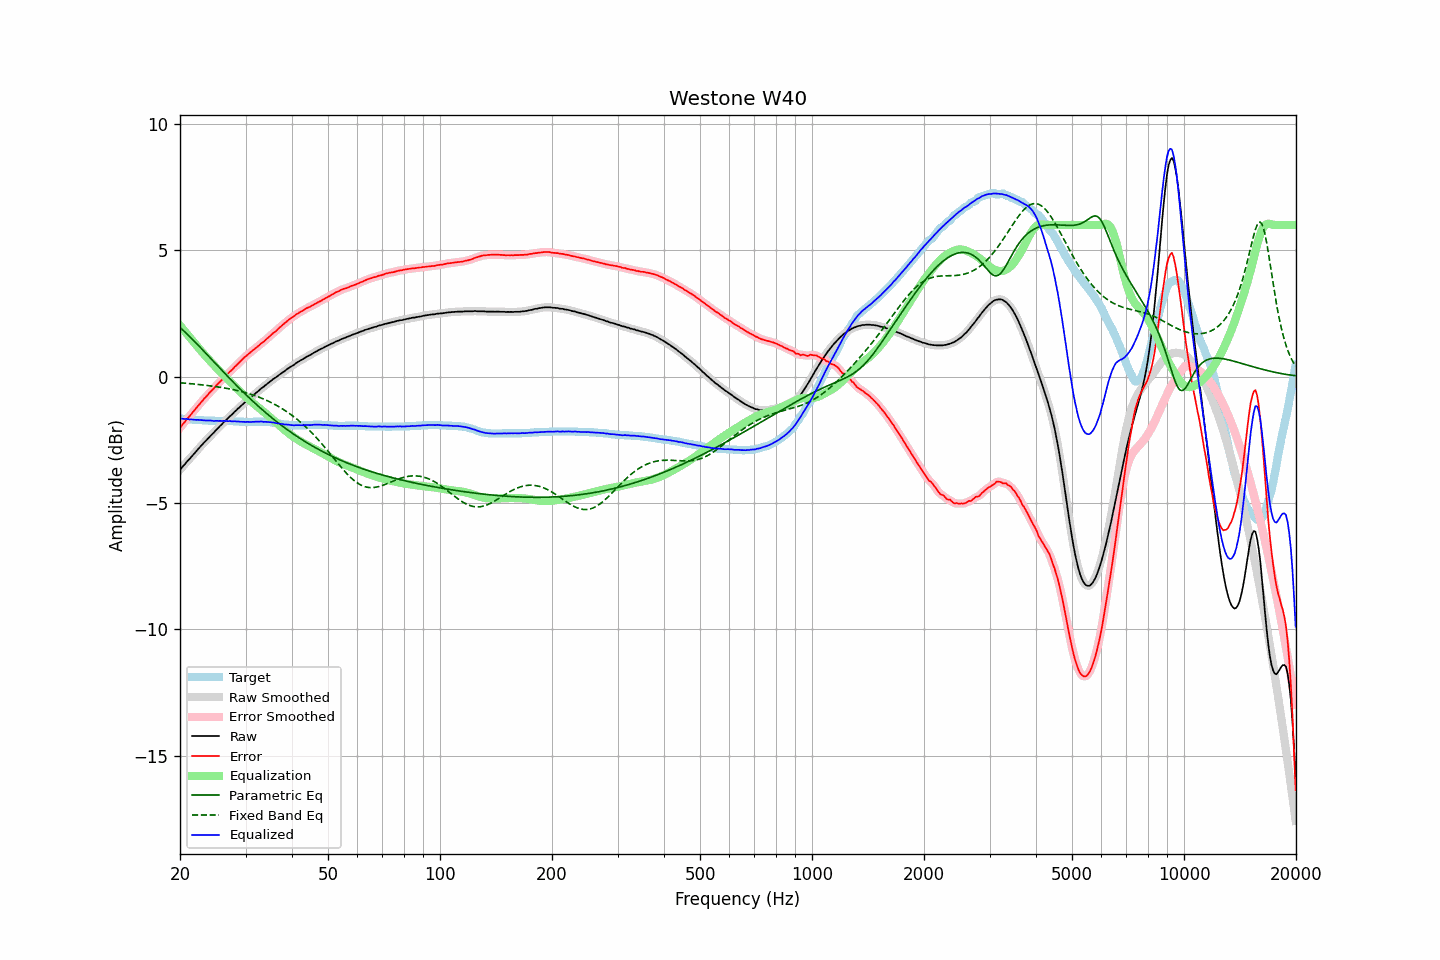 Westone W40
Amplitude (dBr)
10
5
0
−5
−10
−15
Target
Raw Smoothed
Error Smoothed
Raw
Error
Equalization
Parametric Eq
Fixed Band Eq
Equalized
20 50 100 200 500 1000 2000 5000 10000 20000
Frequency (Hz)